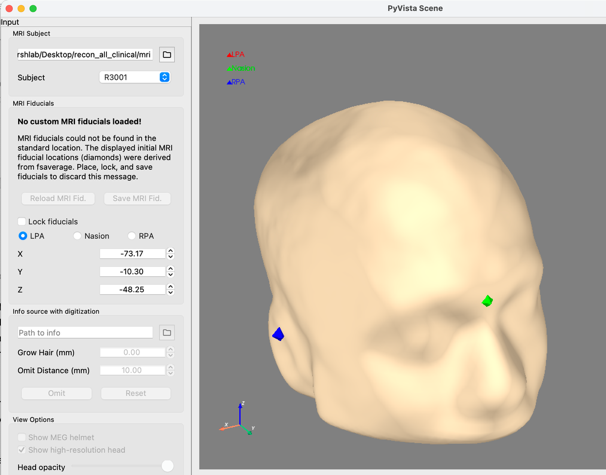 PyVista Scene
Input
MRI Subject
rshlab/Desktop/recon_all_clinical/mri
Subject
R3001
MRI Fiducials
No custom MRI fiducials loaded!
MRI fiducials could not be found in the
standard location. The displayed initial MRI
fiducial locations (diamonds) were derived
from fsaverage. Place, lock, and save
fiducials to discard this message.
Reload MRI Fid.
Save MRI Fid.
Lock fiducials
LPA
Nasion
RPA
X
-73.17
Y
-10.30
Z
-48.25
Info source with digitization
Path to info
Grow Hair (mm)
0.00
Omit Distance (mm)
10.00
Omit
Reset
View Options
Show MEG helmet
Show high-resolution head
Head opacity
LPA
RPA
X
Y
Z